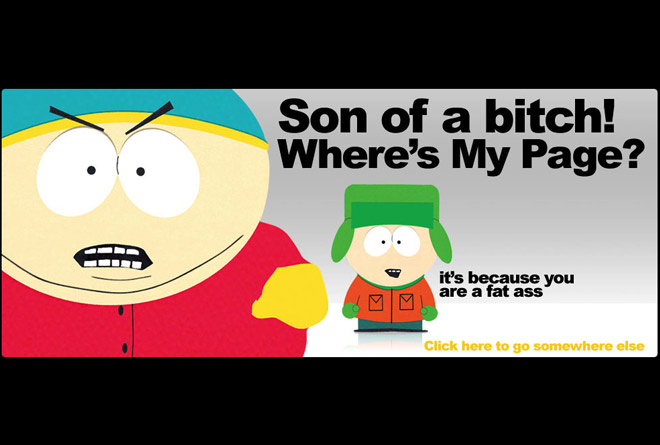 Son of a bitch!
Where's My Page?
it's because you
are a fat ass
Click here to go somewhere else